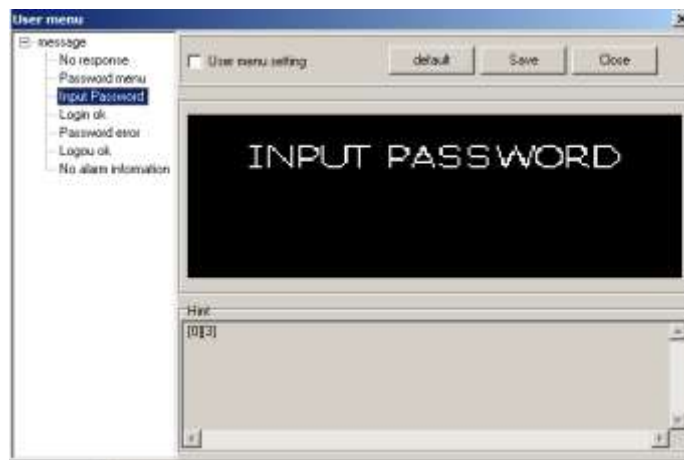 User menu
message
No response
Password menu
Input Password
Login ok
Password error
Logou ok
No alarm information
User menu setting
default
Save
Close
INPUT PASSWORD
Hint
[0][3]